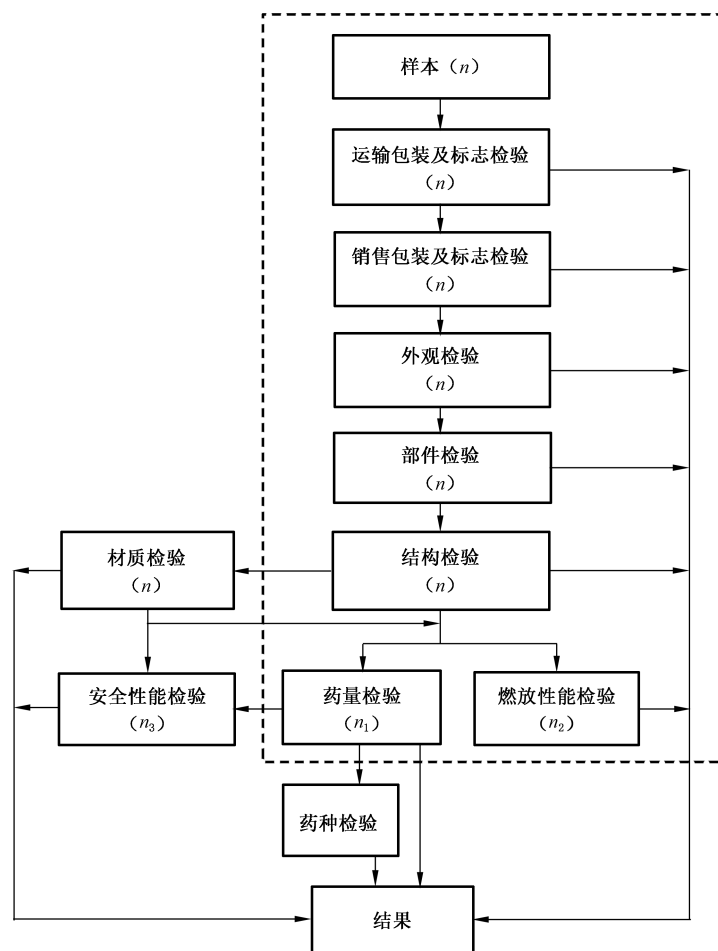 样本（n）
运输包装及标志检验
（n）
销售包装及标志检验
（n）
外观检验
（n）
部件检验
（n）
材质检验
（n）
结构检验
（n）
安全性能检验
（n₃）
药量检验
（n₁）
燃放性能检验
（n₂）
药种检验
结果